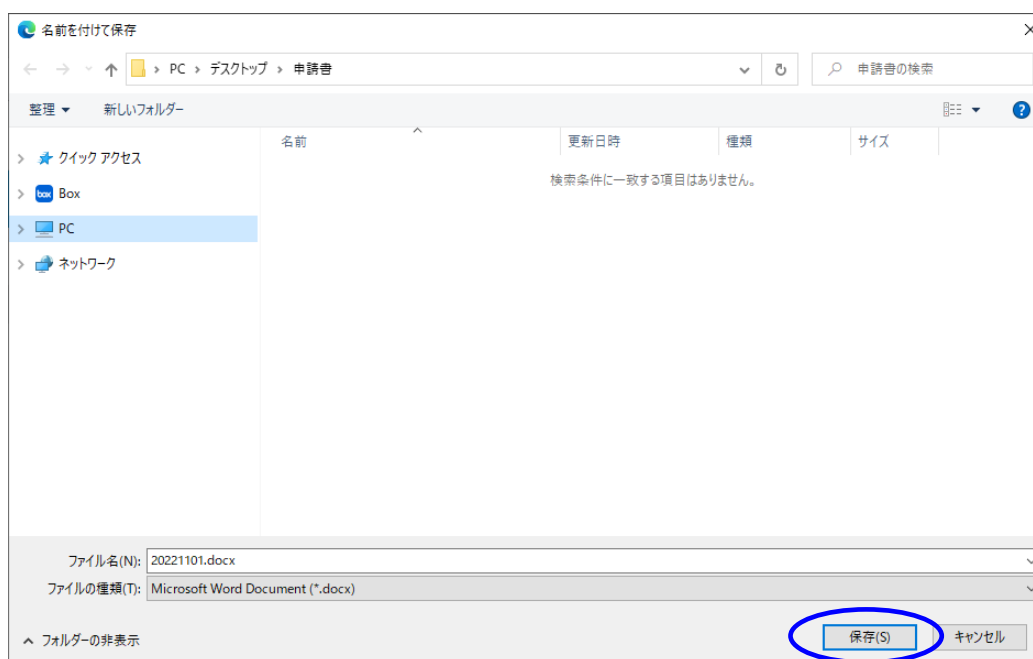 名前を付けて保存
PC › デスクトップ › 申請書
申請書の検索
整理 新しいフォルダー
名前 更新日時 種類 サイズ
検索条件に一致する項目はありません。
クイック アクセス
box Box
PC
ネットワーク
ファイル名(N): 20221101.docx
ファイルの種類(T): Microsoft Word Document (*.docx)
フォルダーの非表示
保存(S) キャンセル